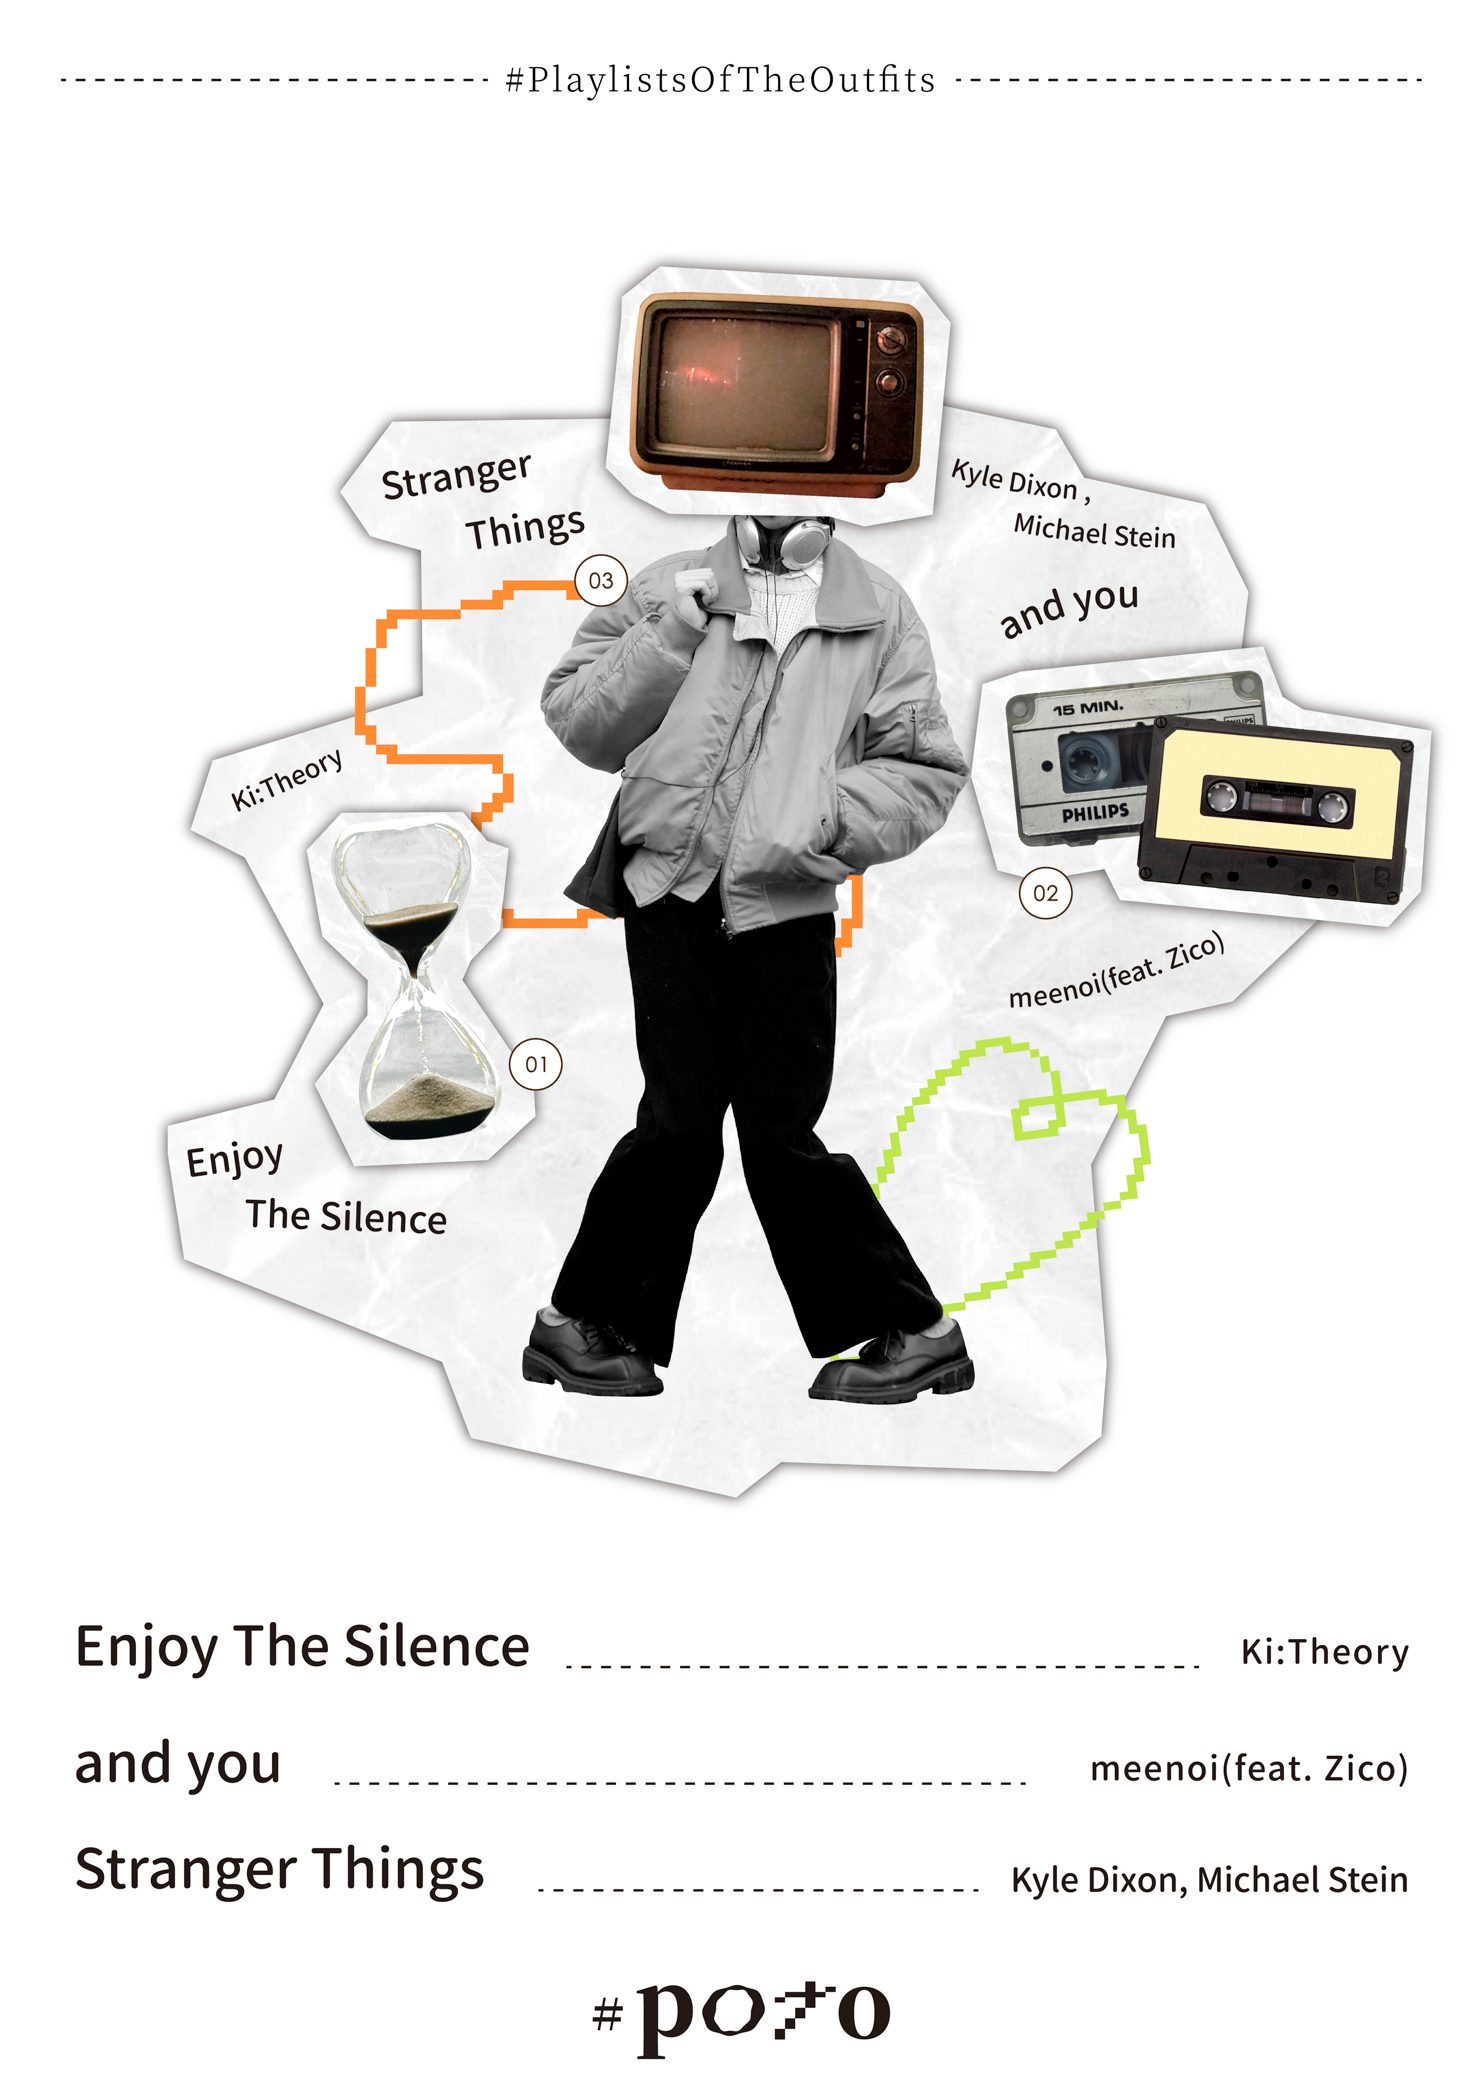 #PlaylistsOfTheOutfits
Stranger
Things
Kyle Dixon ,
Michael Stein
and you
03
15 MIN.
PHILIPS
PHILIPS
Ki:Theory
02
meenoi(feat. Zico)
01
Enjoy
The Silence
Enjoy The Silence Ki:Theory
and you meenoi(feat. Zico)
Stranger Things Kyle Dixon, Michael Stein